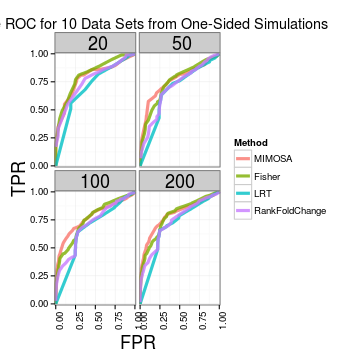 ROC for 10 Data Sets from One-Sided Simulations
20 50
1.00
0.75
0.50
0.25
0.00
100 200
1.00
0.75
0.50
0.25
0.00
TPR
0.00 0.25 0.50 0.75 1.00 0.00 0.25 0.50 0.75 1.00
FPR
Method
MIMOSA
Fisher
LRT
RankFoldChange